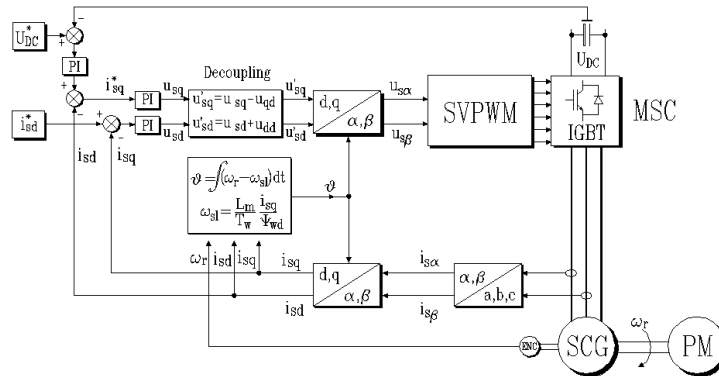 U*DC
+
-
PI
UDC
+
-
i*sq
PI
usq
Decoupling
u'sq = u sq − uqd
u'sq
d,q
α,β
usα
SVPWM
IGBT
MSC
i*sd
+
-
PI
usd
u'sd = u sd + udd
u'sd
usβ
isd
isq
ϑ = ∫(ωr − ωsl)dt
ϑ
ωsl = Lm/Tw isq/Ψwd
ωr
isd
isq
isq
d,q
α,β
isα
α,β
a,b,c
isd
isβ
ENC
SCG
ωr
PM